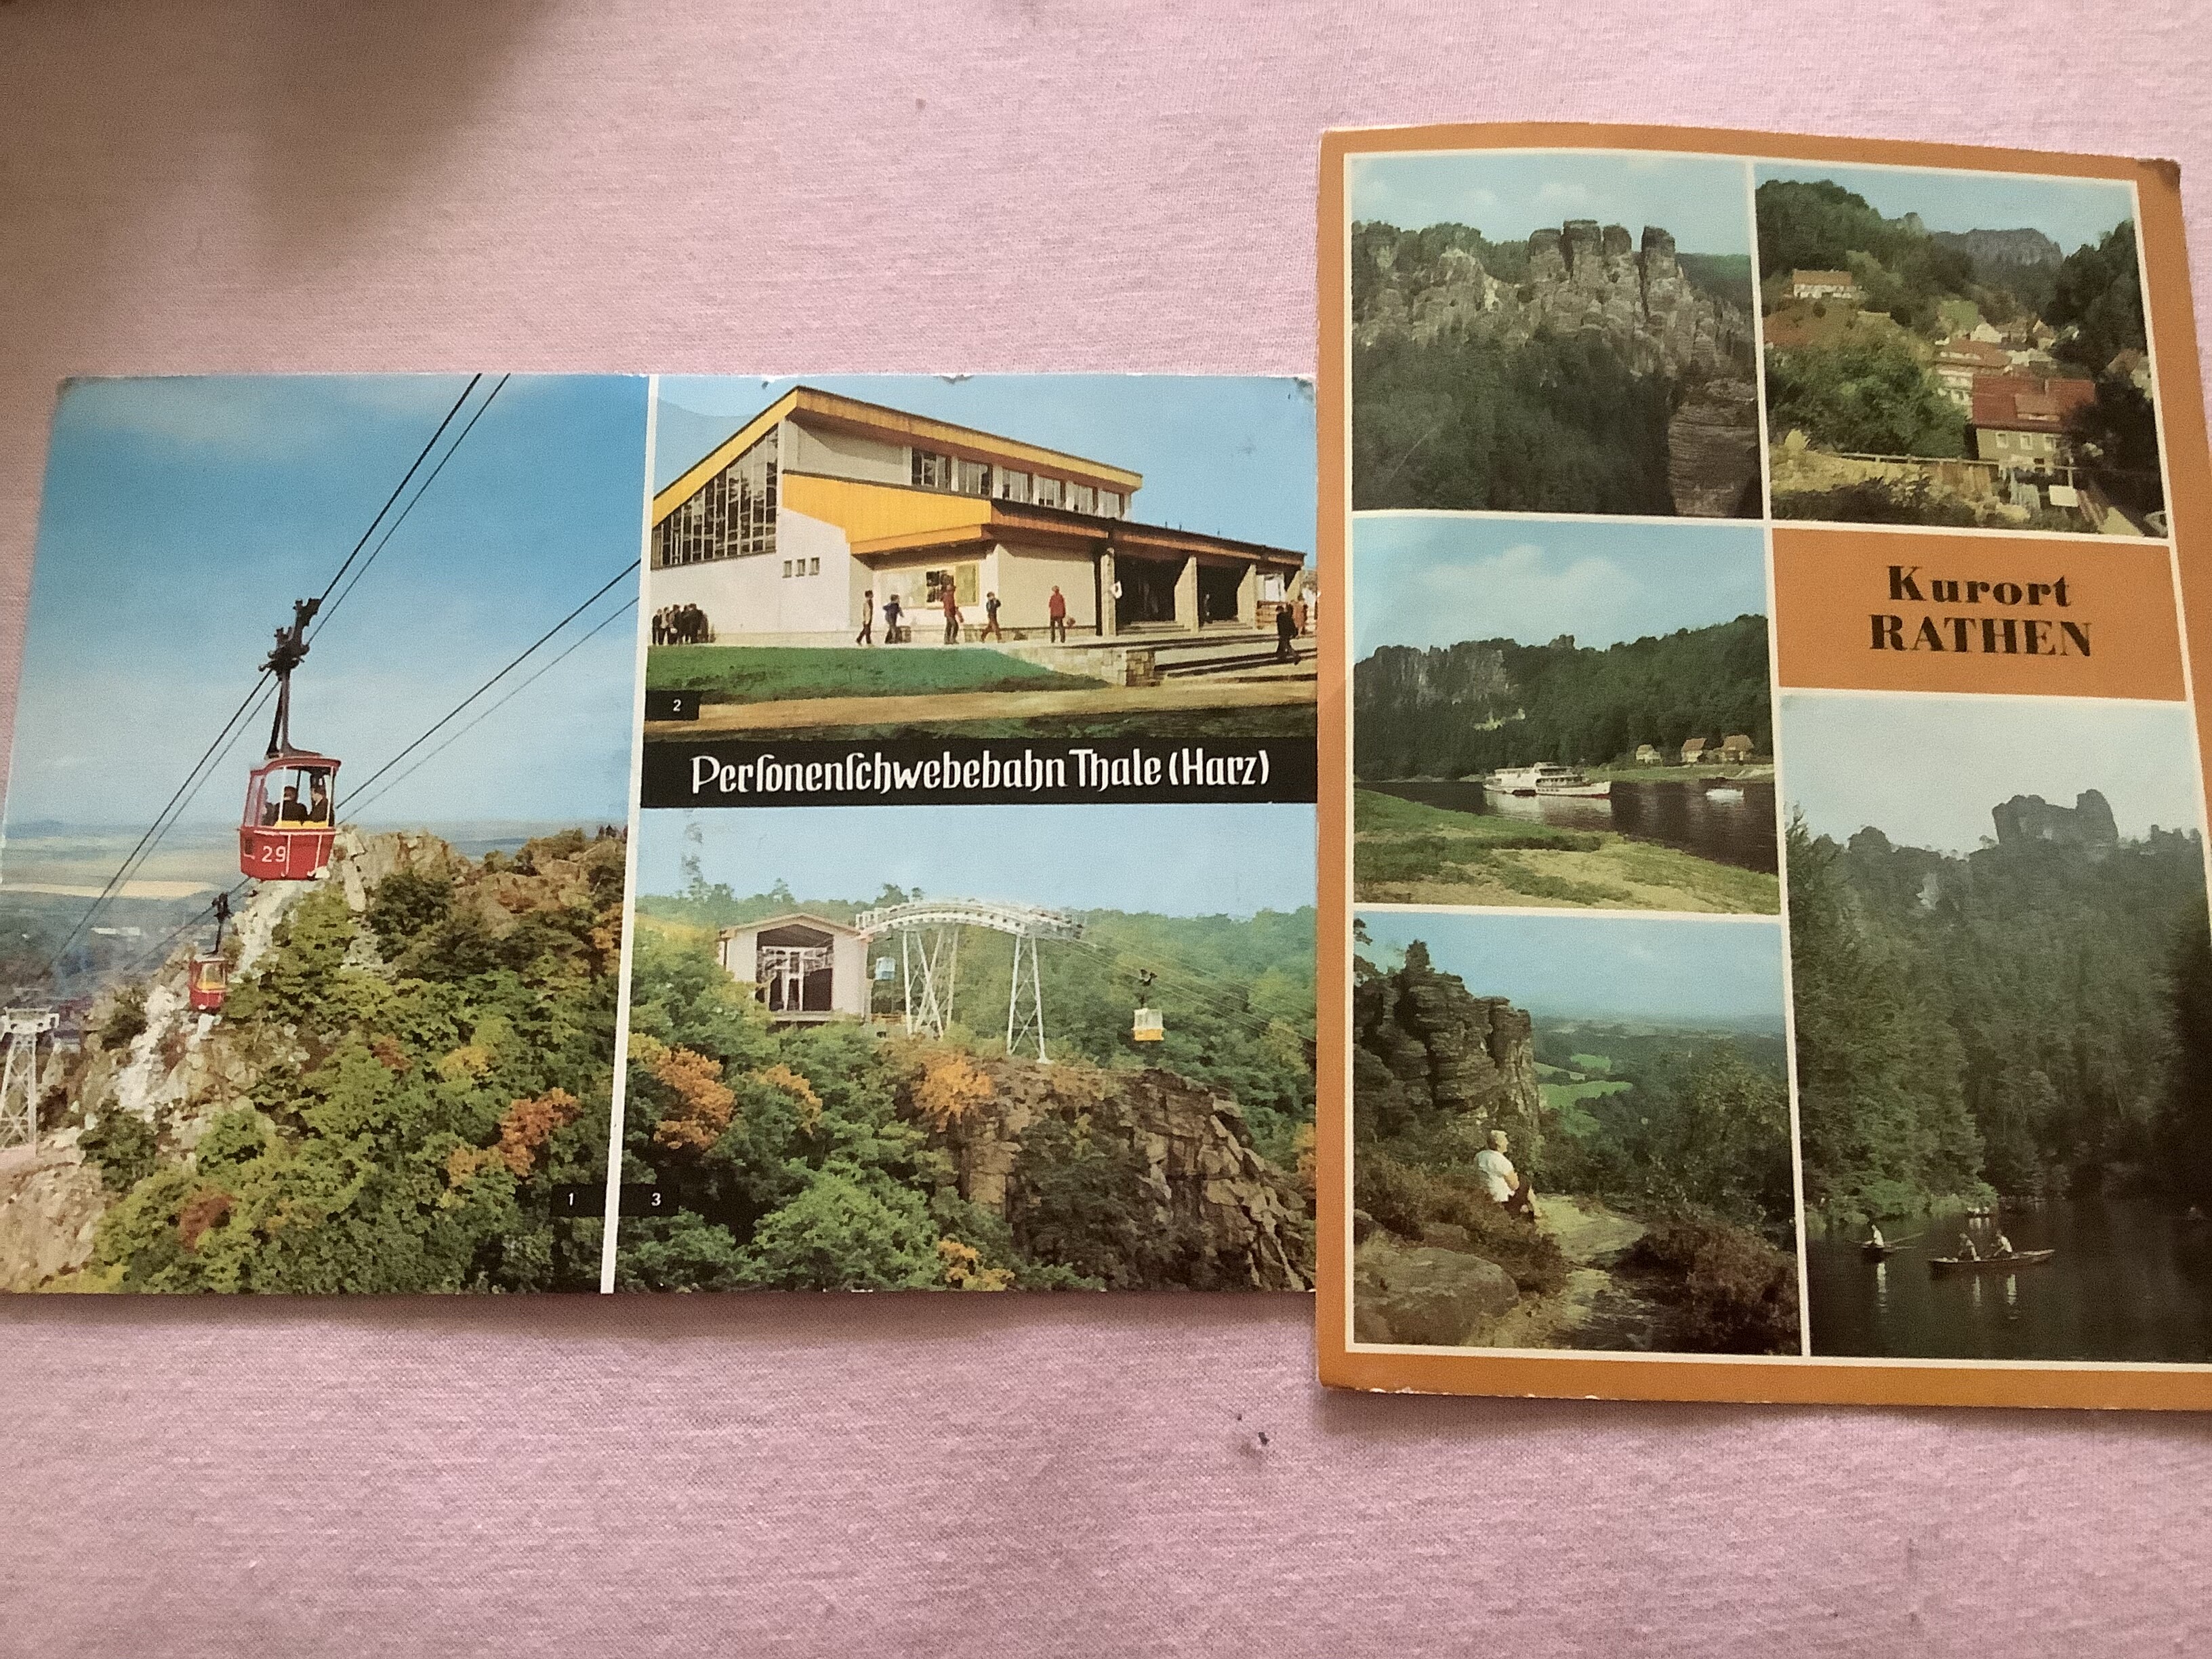 29
2
Perſonenſchwebebahn Thale (Harz)
1
3
Kurort
RATHEN